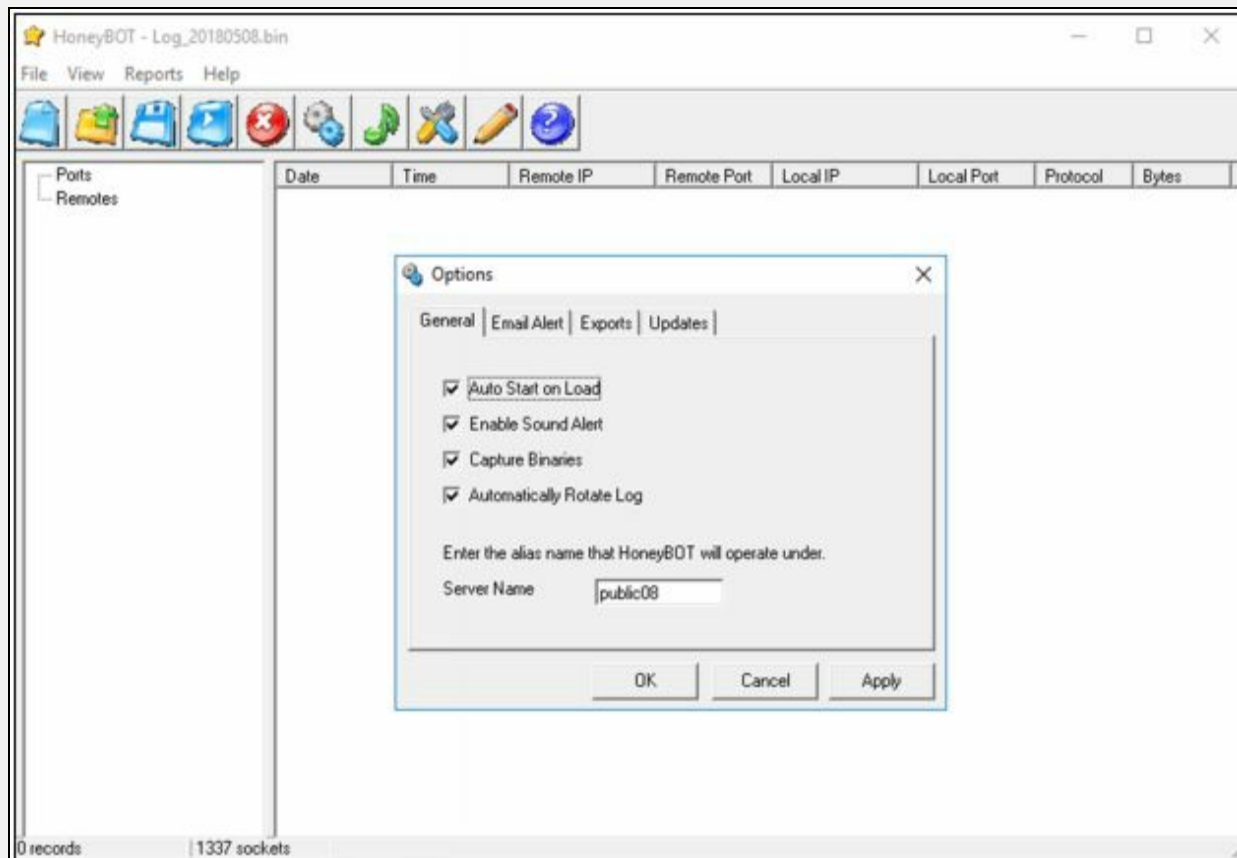 HoneyBOT - Log_20180508.bin
File View Reports Help
Ports
Remotes
Date Time Remote IP Remote Port Local IP Local Port Protocol Bytes
Options
General Email Alert Exports Updates
Auto Start on Load
Enable Sound Alert
Capture Binaries
Automatically Rotate Log
Enter the alias name that HoneyBOT will operate under.
Server Name public08
OK Cancel Apply
0 records 1337 sockets